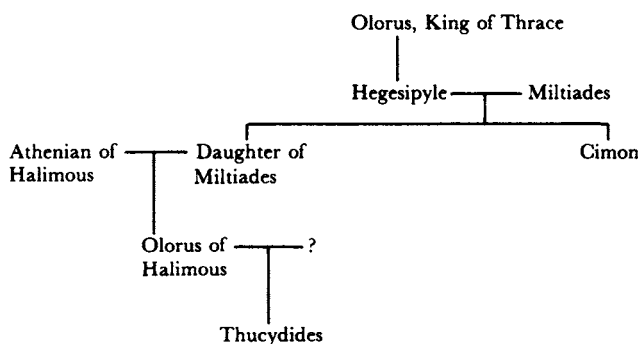 Olorus, King of Thrace
Hegesipyle
Miltiades
Athenian of
Halimous
Daughter of
Miltiades
Cimon
Olorus of
Halimous
?
Thucydides